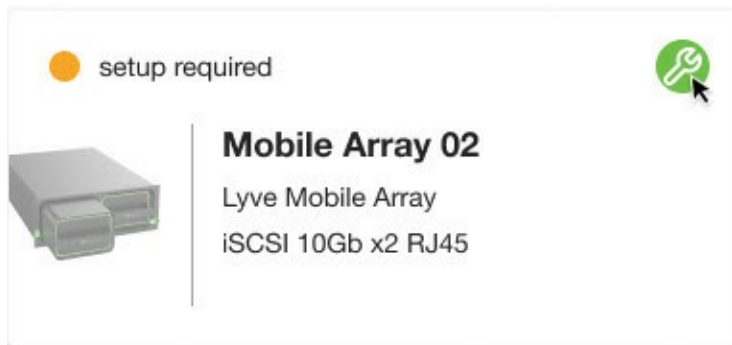 setup required
Mobile Array 02
Lyve Mobile Array
iSCSI 10Gb x2 RJ45